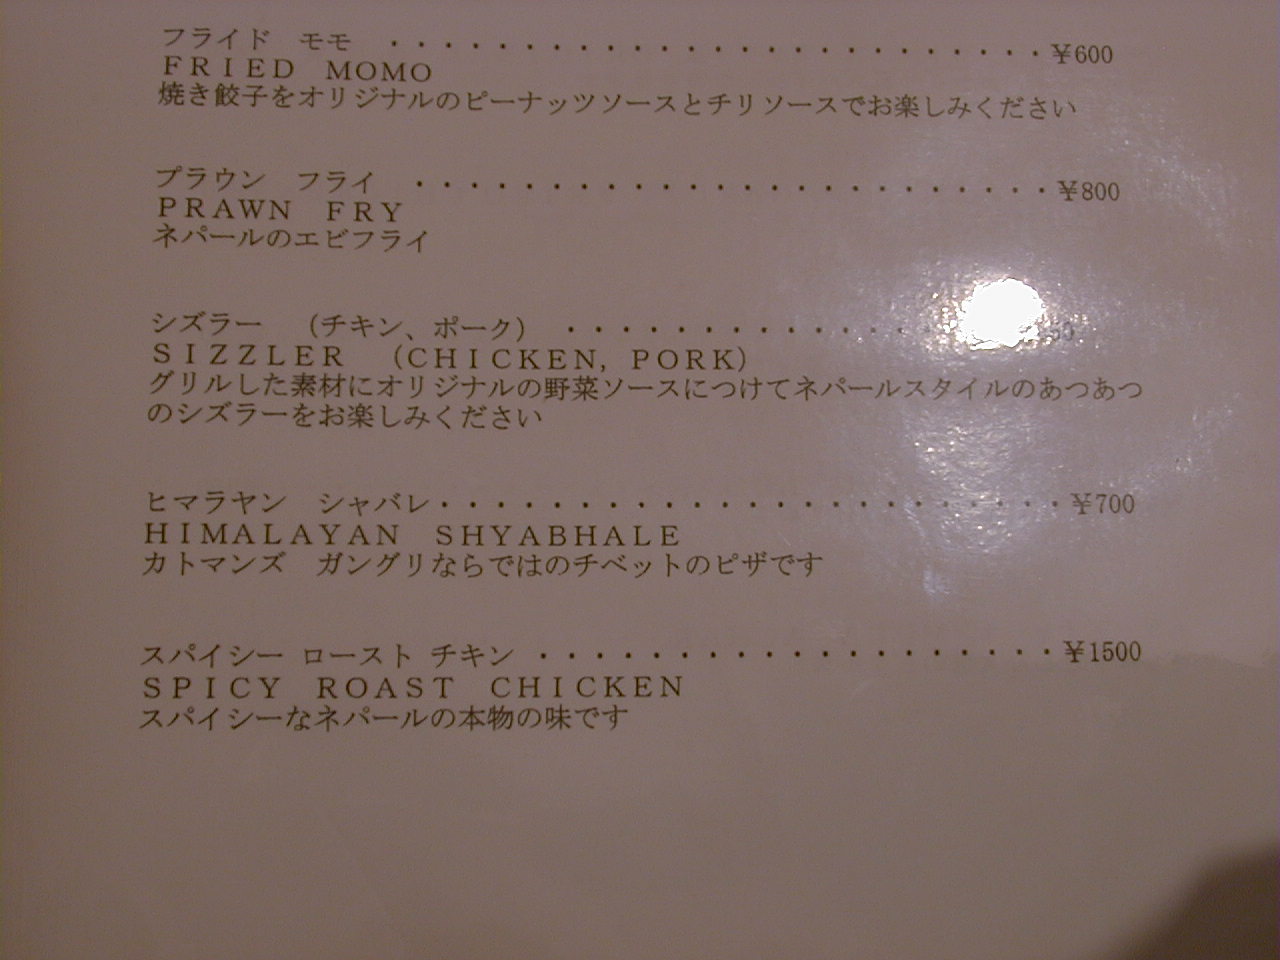 フライド モモ ・・・・・・・・・・・・・・・・・・・・・・・・¥600
FRIED MOMO
焼き餃子をオリジナルのピーナッツソースとチリソースでお楽しみください
プラウン フライ ・・・・・・・・・・・・・・・・・・・・・・・・¥800
PRAWN FRY
ネパールのエビフライ
シズラー (チキン、ポーク) ・・・・・・・・・・・・・・
SIZZLER (CHICKEN, PORK)
グリルした素材にオリジナルの野菜ソースにつけてネパールスタイルのあつあつ
のシズラーをお楽しみください
ヒマラヤン シャバレ・・・・・・・・・・・・・・・・・・・・・・・¥700
HIMALAYAN SHYABHALE
カトマンズ ガングリならではのチベットのピザです
スパイシー ロースト チキン ・・・・・・・・・・・・・・・・・・・¥1500
SPICY ROAST CHICKEN
スパイシーなネパールの本物の味です